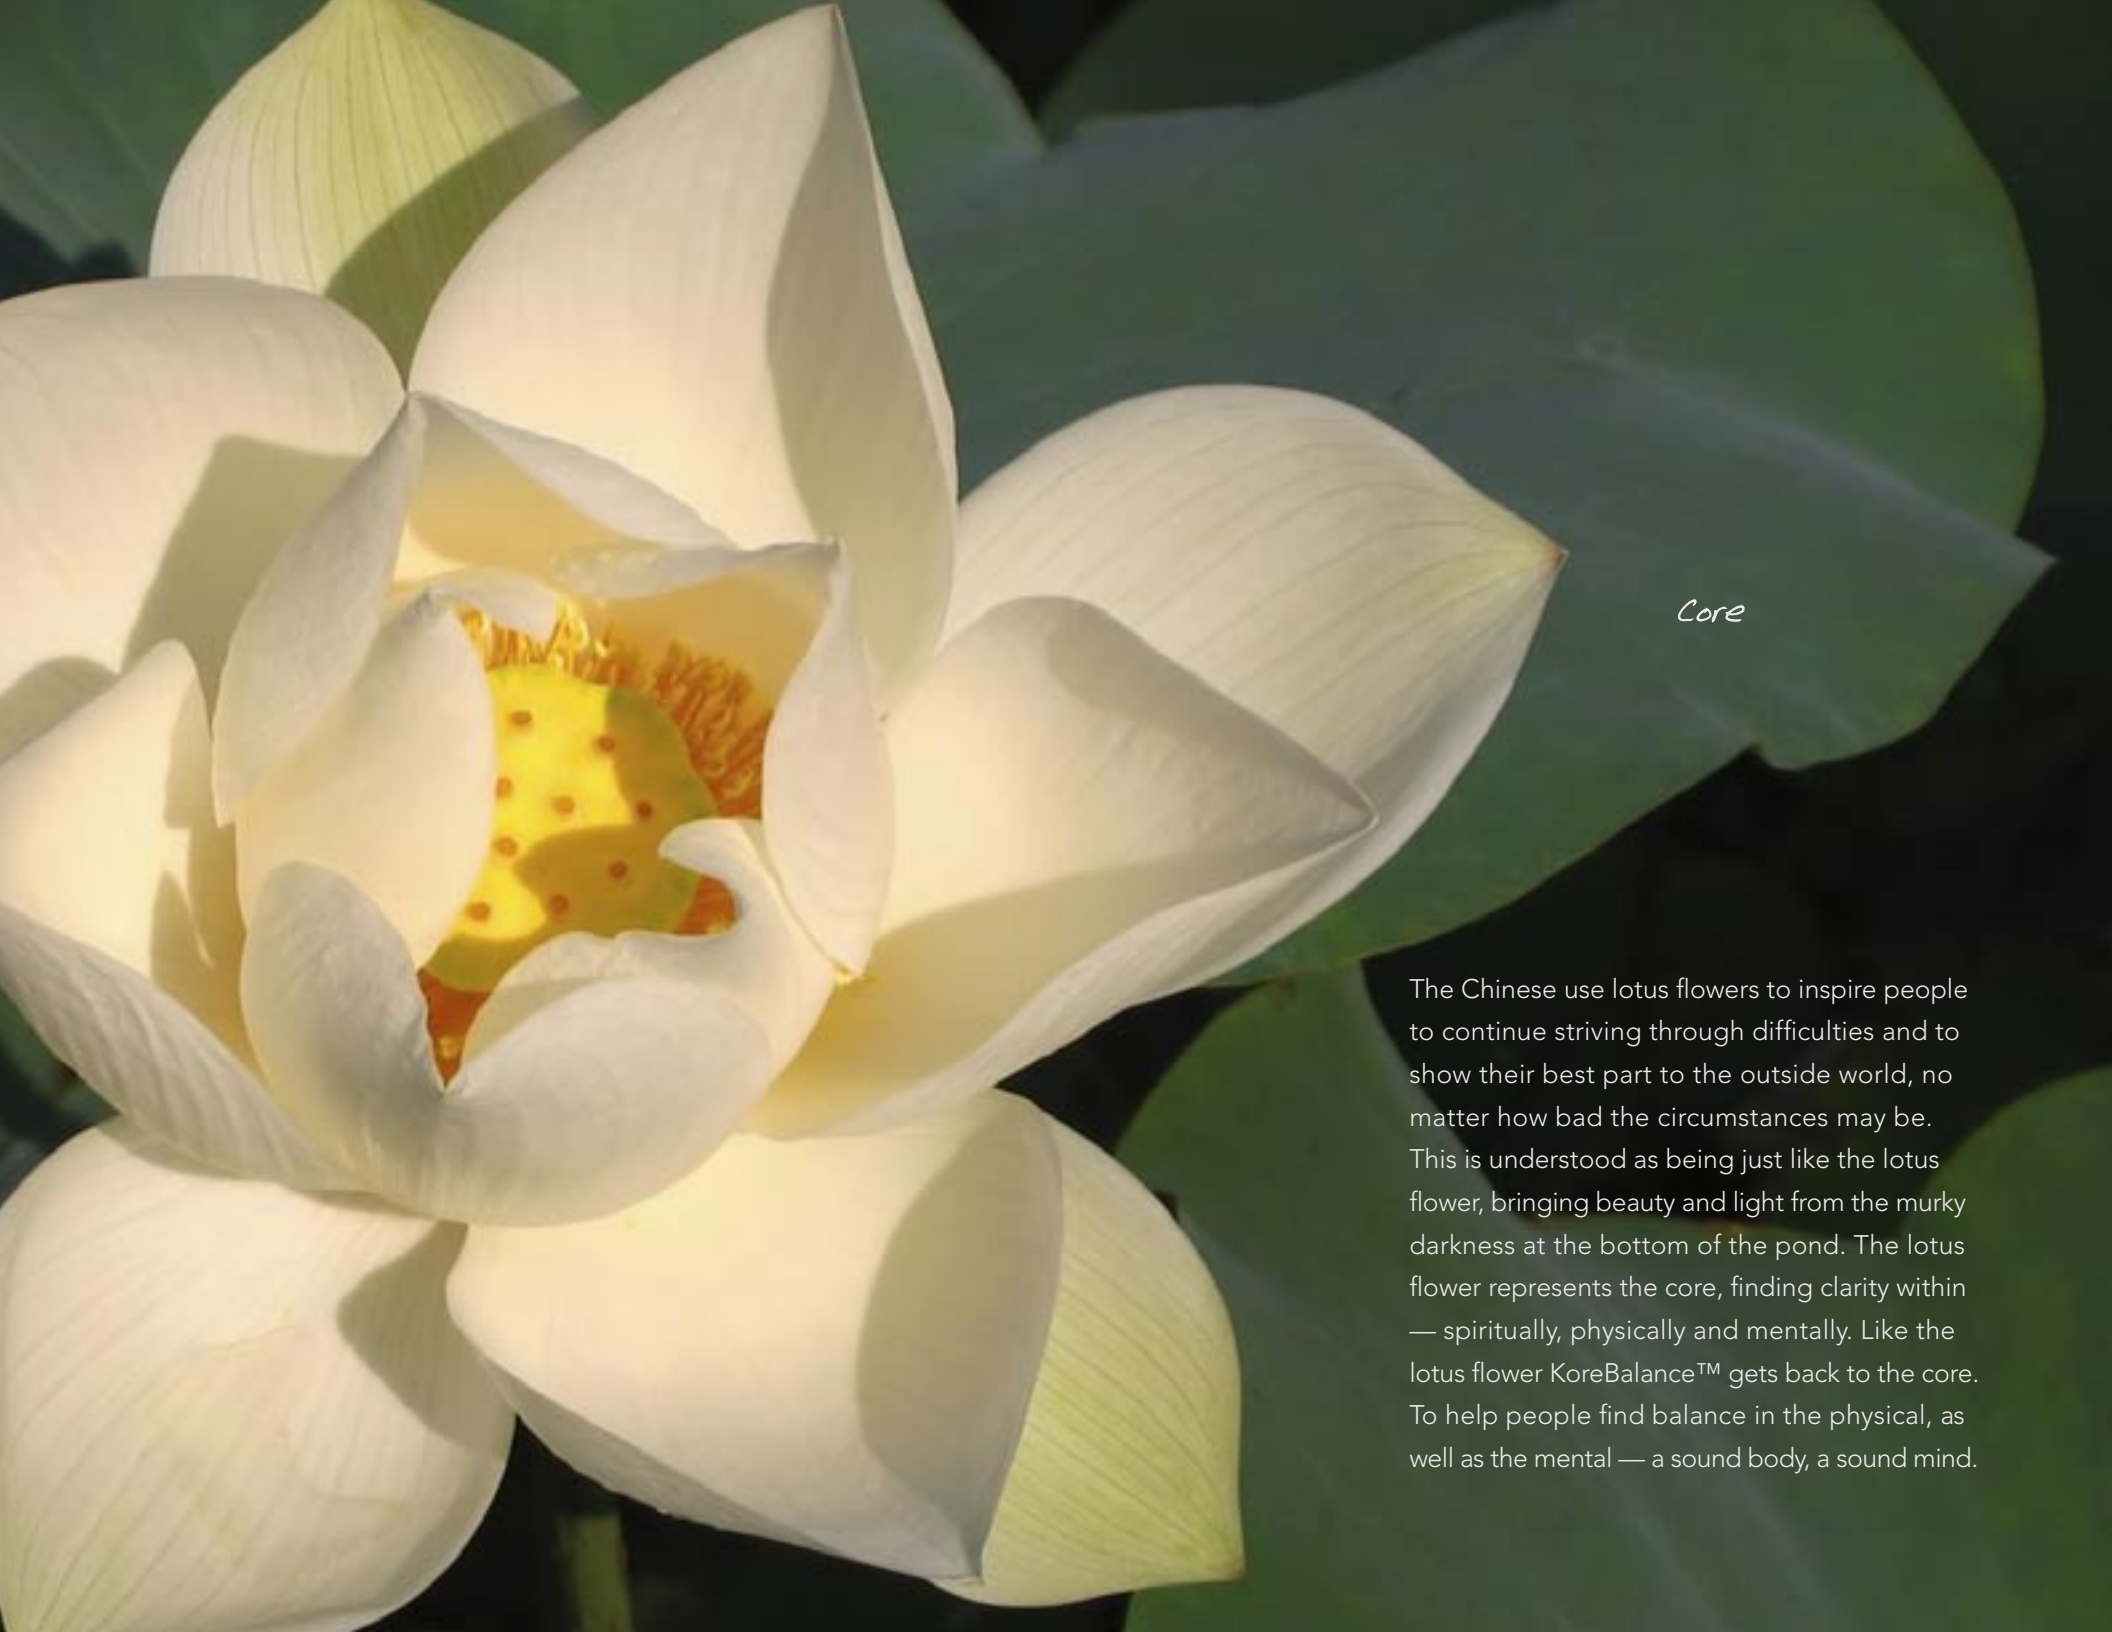 Core
The Chinese use lotus flowers to inspire people
to continue striving through difficulties and to
show their best part to the outside world, no
matter how bad the circumstances may be.
This is understood as being just like the lotus
flower, bringing beauty and light from the murky
darkness at the bottom of the pond. The lotus
flower represents the core, finding clarity within
— spiritually, physically and mentally. Like the
lotus flower KoreBalance™ gets back to the core.
To help people find balance in the physical, as
well as the mental — a sound body, a sound mind.